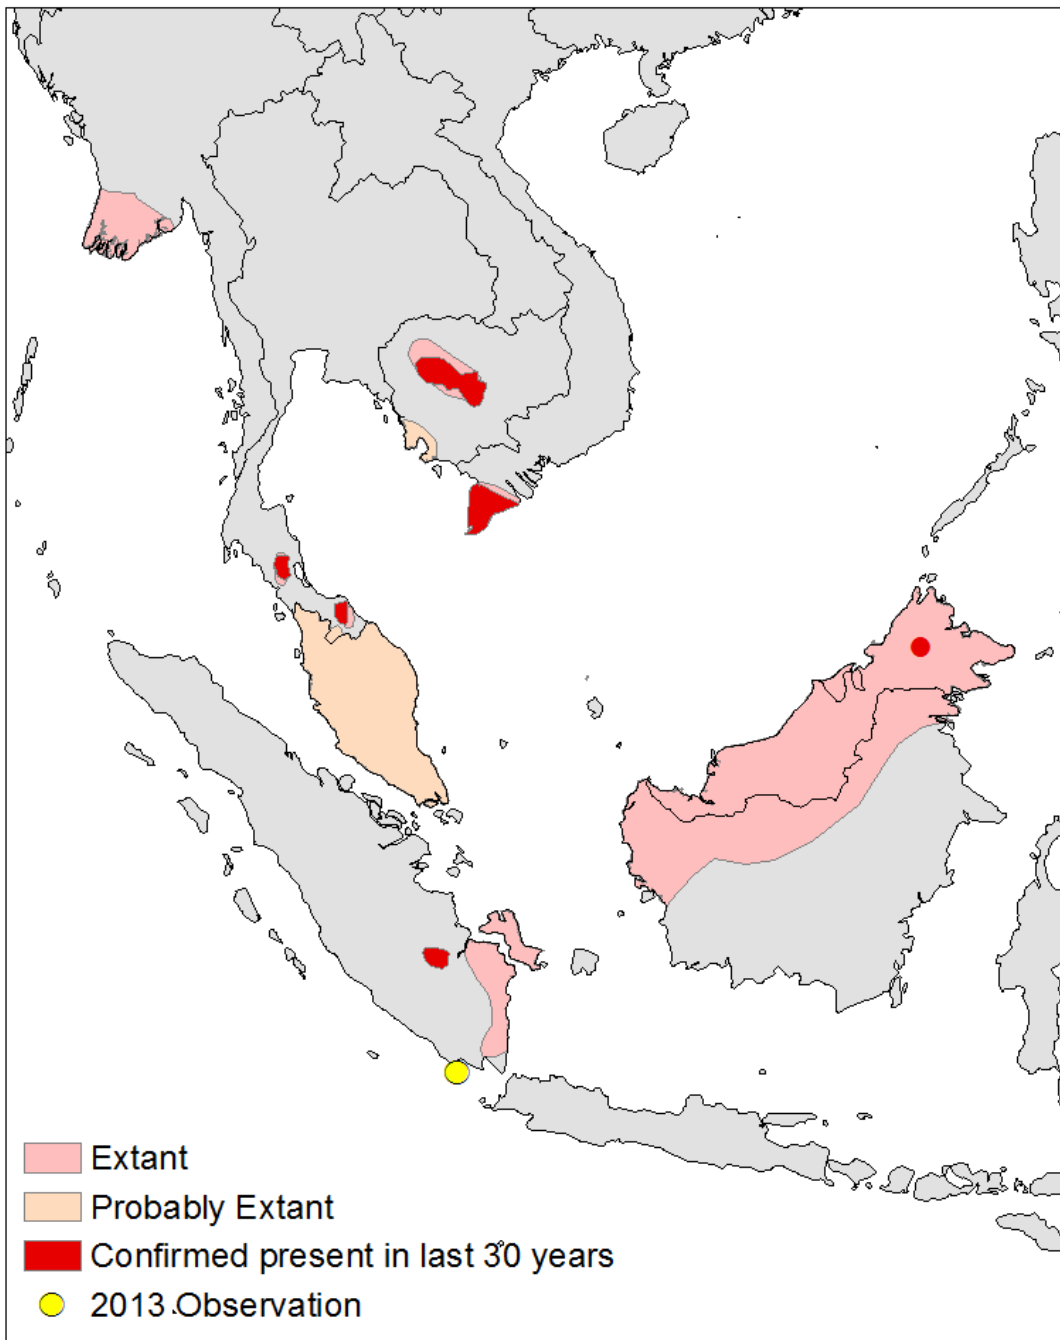 Extant
Probably Extant
Confirmed present in last 30 years
2013 Observation